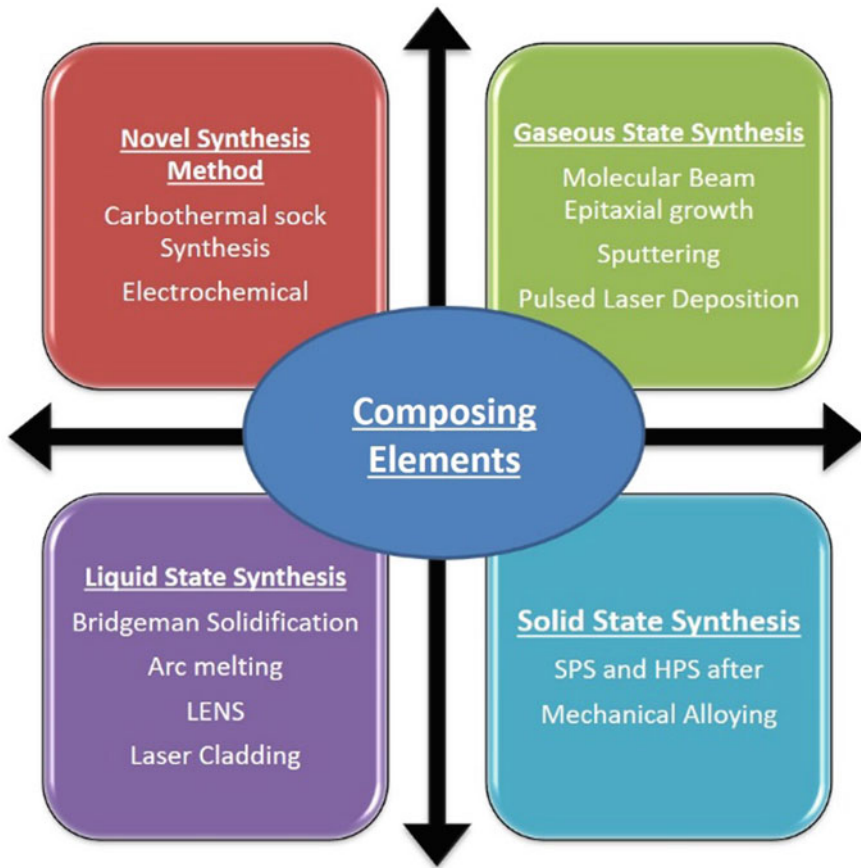 Novel Synthesis
Method
Carbothermal sock
Synthesis
Electrochemical
Gaseous State Synthesis
Molecular Beam
Epitaxial growth
Sputtering
Pulsed Laser Deposition
Composing
Elements
Liquid State Synthesis
Bridgeman Solidification
Arc melting
LENS
Laser Cladding
Solid State Synthesis
SPS and HPS after
Mechanical Alloying